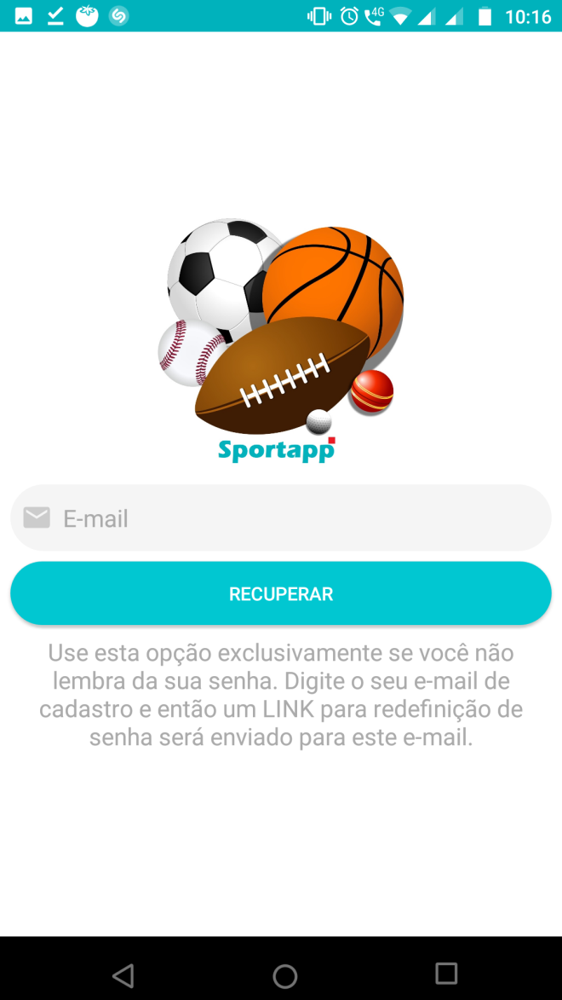 4G
10:16
Sportapp
E-mail
RECUPERAR
Use esta opção exclusivamente se você não
lembra da sua senha. Digite o seu e-mail de
cadastro e então um LINK para redefinição de
senha será enviado para este e-mail.